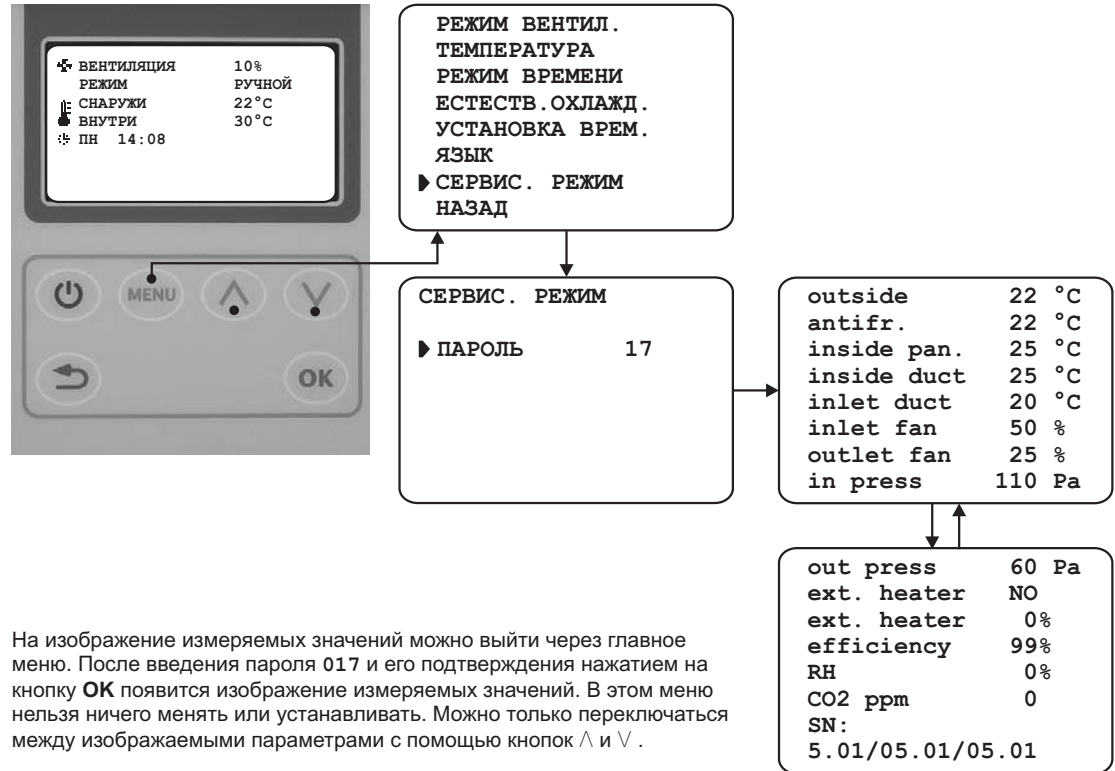 ВЕНТИЛЯЦИЯ 10%
РЕЖИМ РУЧНОЙ
СНАРУЖИ 22°C
ВНУТРИ 30°C
ПН 14:08
MENU
OK
РЕЖИМ ВЕНТИЛ.
ТЕМПЕРАТУРА
РЕЖИМ ВРЕМЕНИ
ЕСТЕСТВ.ОХЛАЖД.
УСТАНОВКА ВРЕМ.
ЯЗЫК
СЕРВИС. РЕЖИМ
НАЗАД
СЕРВИС. РЕЖИМ
ПАРОЛЬ 17
outside 22 °C
antifr. 22 °C
inside pan. 25 °C
inside duct 25 °C
inlet duct 20 °C
inlet fan 50 %
outlet fan 25 %
in press 110 Pa
out press 60 Pa
ext. heater NO
ext. heater 0%
efficiency 99%
RH 0%
CO2 ppm 0
SN:
5.01/05.01/05.01
На изображение измеряемых значений можно выйти через главное
меню. После введения пароля 017 и его подтверждения нажатием на
кнопку OK появится изображение измеряемых значений. В этом меню
нельзя ничего менять или устанавливать. Можно только переключаться
между изображаемыми параметрами с помощью кнопок ∧ и ∨ .